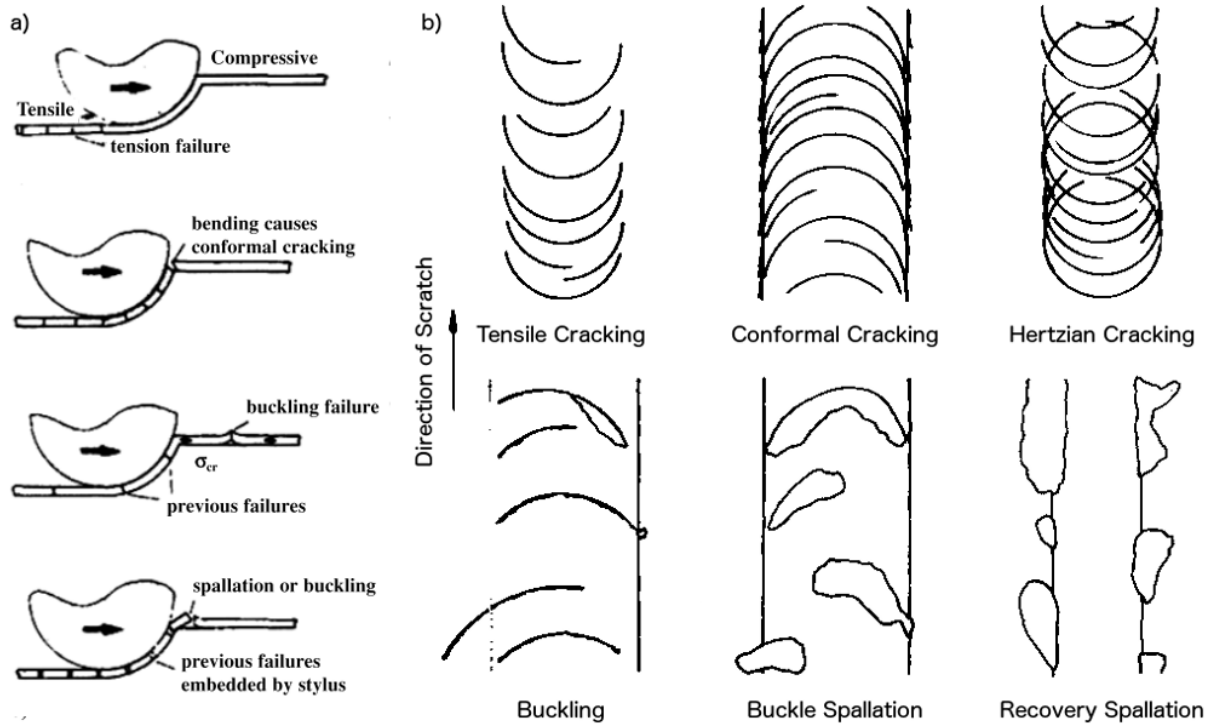 a)
Compressive
Tensile
tension failure
bending causes
conformal cracking
buckling failure
σcr
previous failures
spallation or buckling
previous failures
embedded by stylus
b)
Direction of Scratch
Tensile Cracking
Conformal Cracking
Hertzian Cracking
Buckling
Buckle Spallation
Recovery Spallation